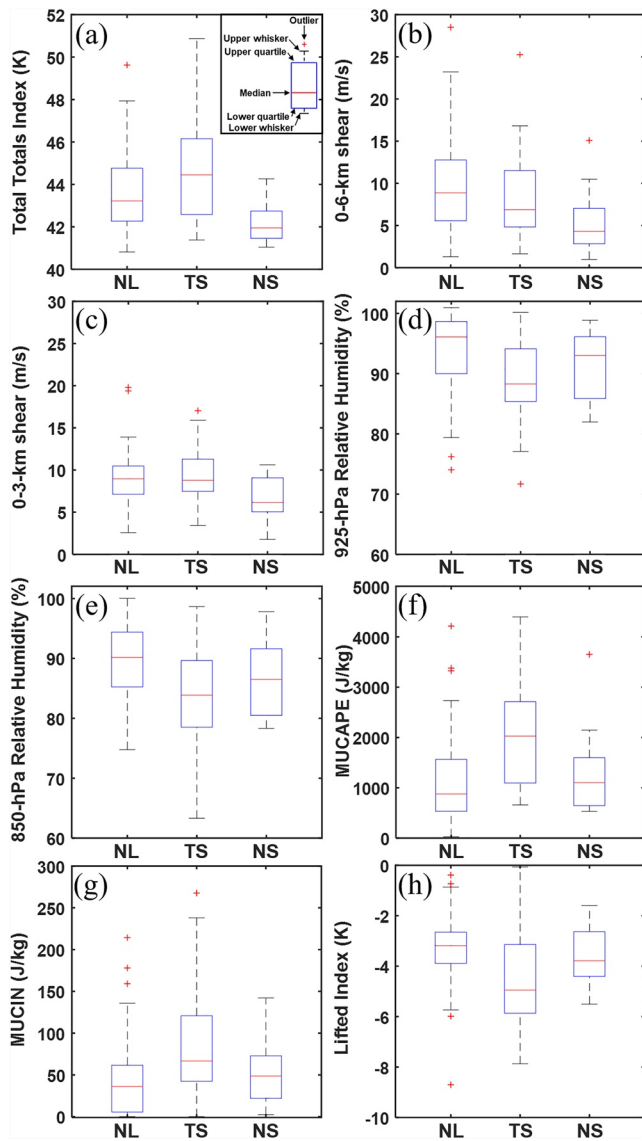 (a)
Total Totals Index (K)
52
50
48
46
44
42
40
NL TS NS
Outlier
Upper whisker
Upper quartile
Median
Lower quartile
Lower whisker
(b)
0-6-km shear (m/s)
30
25
20
15
10
5
0
NL TS NS
(c)
0-3-km shear (m/s)
30
25
20
15
10
5
0
NL TS NS
(d)
925-hPa Relative Humidity (%)
100
90
80
70
60
NL TS NS
(e)
850-hPa Relative Humidity (%)
100
90
80
70
60
NL TS NS
(f)
MUCAPE (J/kg)
5000
4000
3000
2000
1000
0
NL TS NS
(g)
MUCIN (J/kg)
300
250
200
150
100
50
0
NL TS NS
(h)
Lifted Index (K)
0
-2
-4
-6
-8
-10
NL TS NS